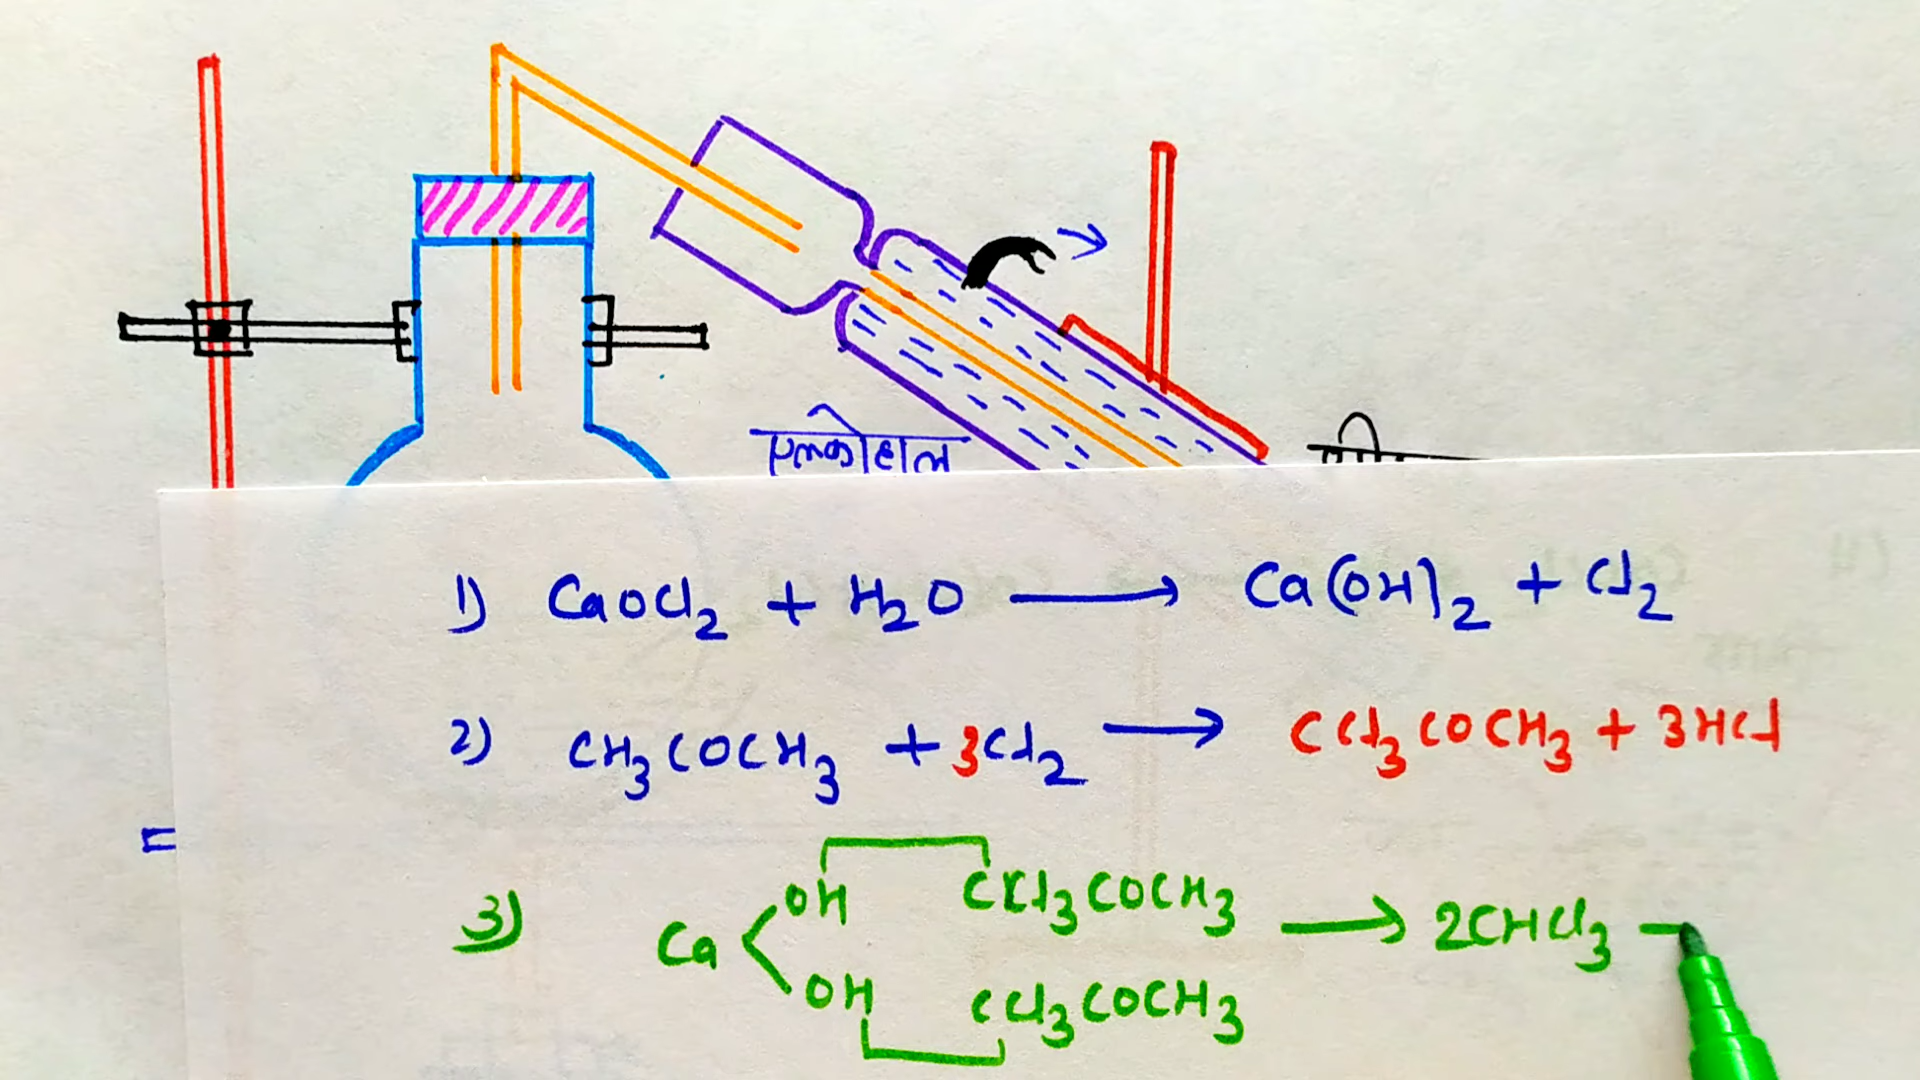 एल्कोहाल
1) CaOCl2 + H2O ⟶ Ca(OH)2 + Cl2
2) CH3COCH3 + 3Cl2 ⟶ CCl3COCH3 + 3HCl
3) Ca < OH CCl3COCH3 ⟶ 2CHCl3 -
OH CCl3COCH3